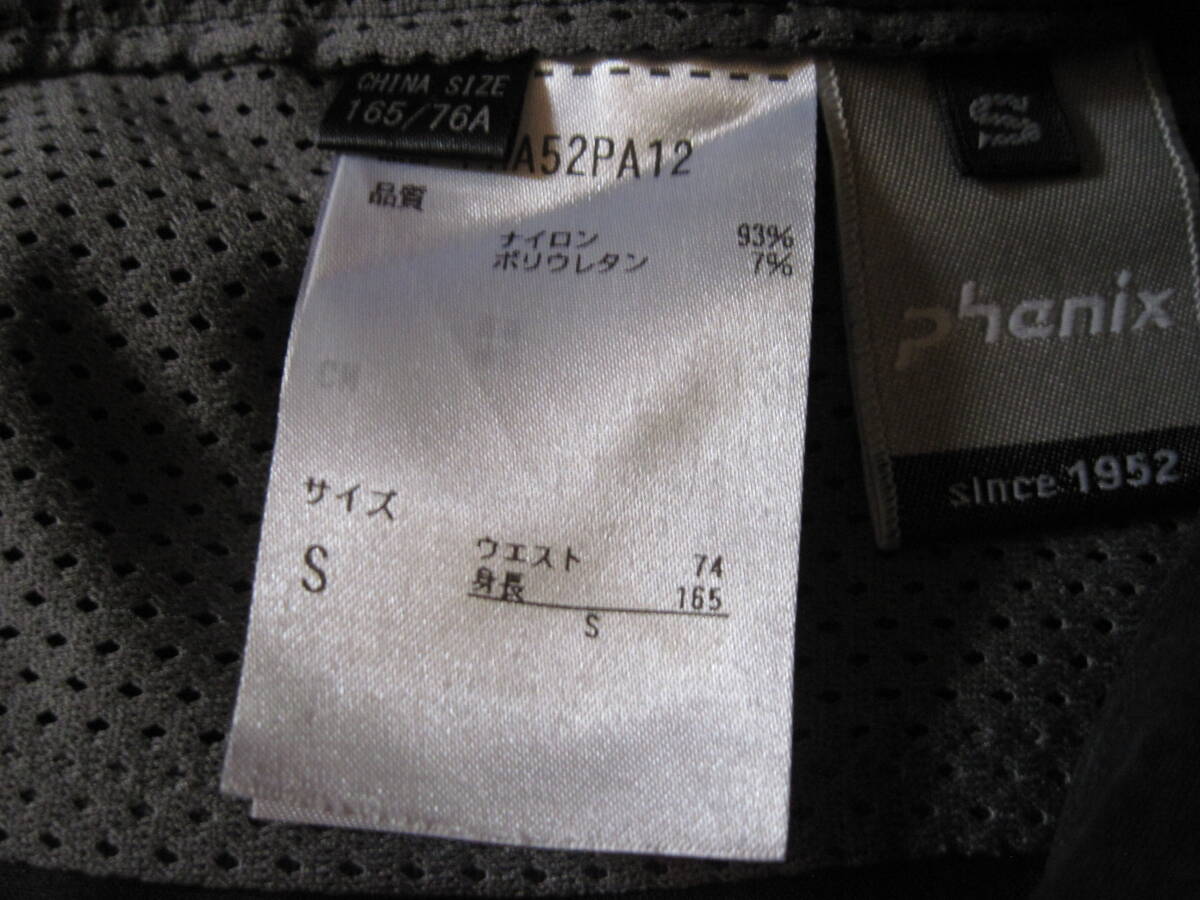 CHINA SIZE
165/76A
A52PA12
品質
ナイロン 93%
ポリウレタン 7%
サイズ
S
ウエスト 74
身長 165
S
S
phenix
since 1952